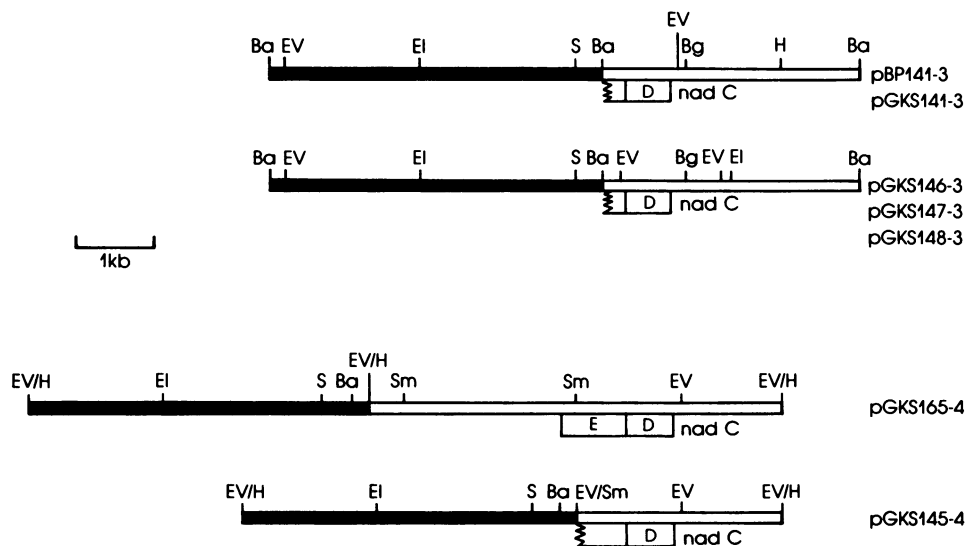 EV
Ba EV EI S Ba Bg H Ba
pBP141-3
D nad C
pGKS141-3
Ba EV EI S Ba EV Bg EV EI Ba
pGKS146-3
D nad C
pGKS147-3
pGKS148-3
1kb
EV/H
EV/H EI S Ba Sm Sm EV EV/H
pGKS165-4
E D nad C
EV/H EI S Ba EV/Sm EV EV/H
pGKS145-4
D nad C